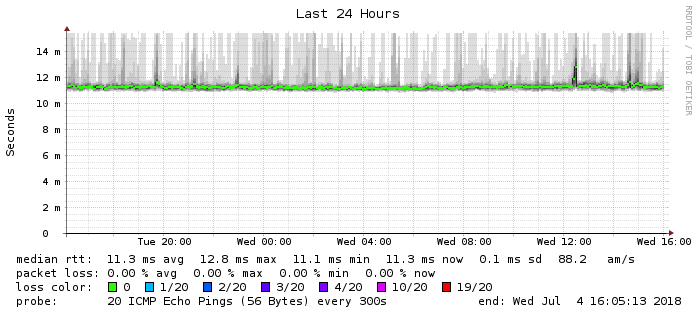 Last 24 Hours
RRDTOOL / TOBI OETIKER
Seconds
14 m
12 m
10 m
8 m
6 m
4 m
2 m
0
Tue 20:00 Wed 00:00 Wed 04:00 Wed 08:00 Wed 12:00 Wed 16:00
median rtt: 11.3 ms avg 12.8 ms max 11.1 ms min 11.3 ms now 0.1 ms sd 88.2 am/s
packet loss: 0.00 % avg 0.00 % max 0.00 % min 0.00 % now
loss color: 0 1/20 2/20 3/20 4/20 10/20 19/20
probe: 20 ICMP Echo Pings (56 Bytes) every 300s end: Wed Jul 4 16:05:13 2018